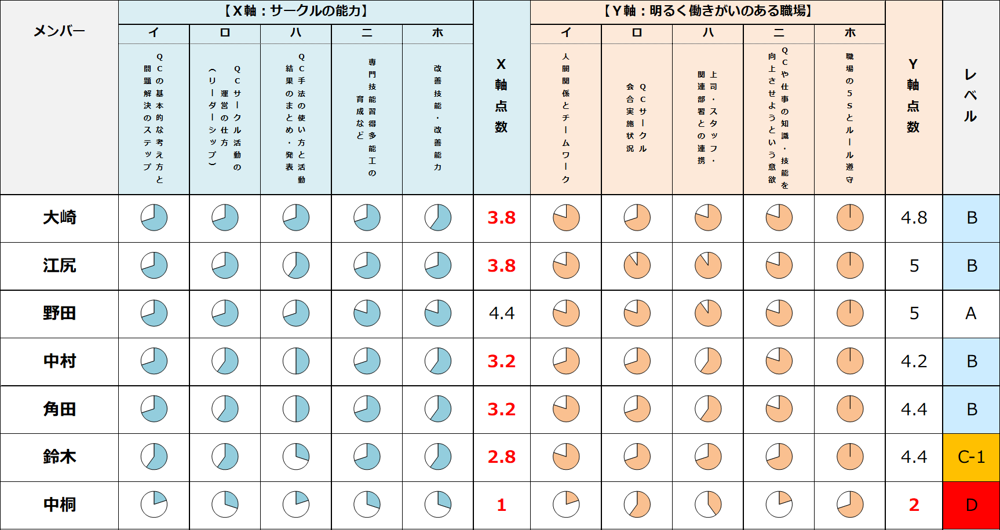 メンバー
【X軸：サークルの能力】
イ
ロ
ハ
ニ
ホ
QCの基本的な考え方と
問題解決のステップ
QCサークル活動の
運営の仕方
（リーダーシップ）
QC手法の使い方と活動
結果のまとめ・発表
専門技能習得多能工の
育成など
改善技能・改善能力
X軸点数
【Y軸：明るく働きがいのある職場】
イ
ロ
ハ
ニ
ホ
人間関係とチームワーク
QCサークル
会合実施状況
上司・スタッフ・
関連部署との連携
QCや仕事の知識・技能を
向上させようという意欲
職場の5Sとルール遵守
Y軸点数
レベル
大崎 3.8 4.8 B
江尻 3.8 5 B
野田 4.4 5 A
中村 3.2 4.2 B
角田 3.2 4.4 B
鈴木 2.8 4.4 C-1
中桐 1 2 D